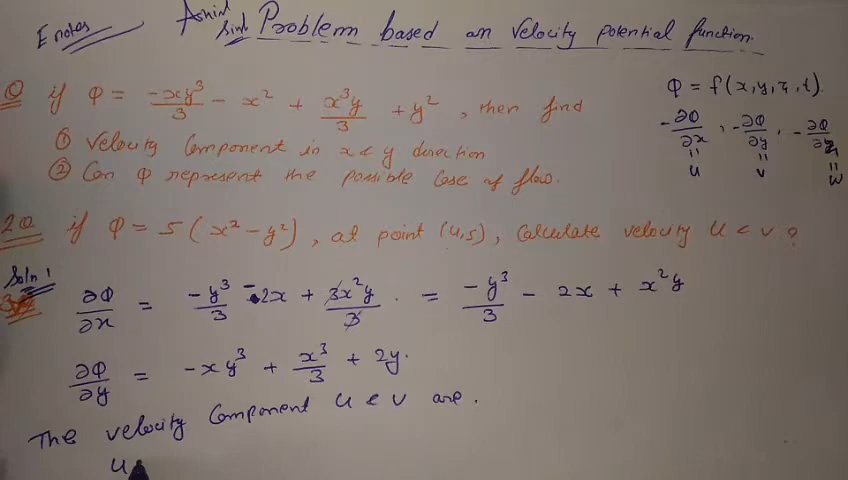 E notes
Ashish Sinh Problem based on Velocity potential function.
Q if φ = -xy³/3 - x² + x³y/3 + y², then find
① Velocity Component in x & y direction
② Can φ represent the possible Case of flow.
φ = f(x, y, z, t).
-∂φ/∂x, -∂φ/∂y, -∂φ/∂z
= = =
u v w
2Q if φ = 5(x² - y²), at point (4,5), Calculate velocity u & v ?
Soln 1
∂φ/∂x = -y³/3 - 2x + 3x²y/3 . = -y³/3 - 2x + x²y
∂φ/∂y = -xy³ + x³/3 + 2y.
The velocity Component u & v are.
u